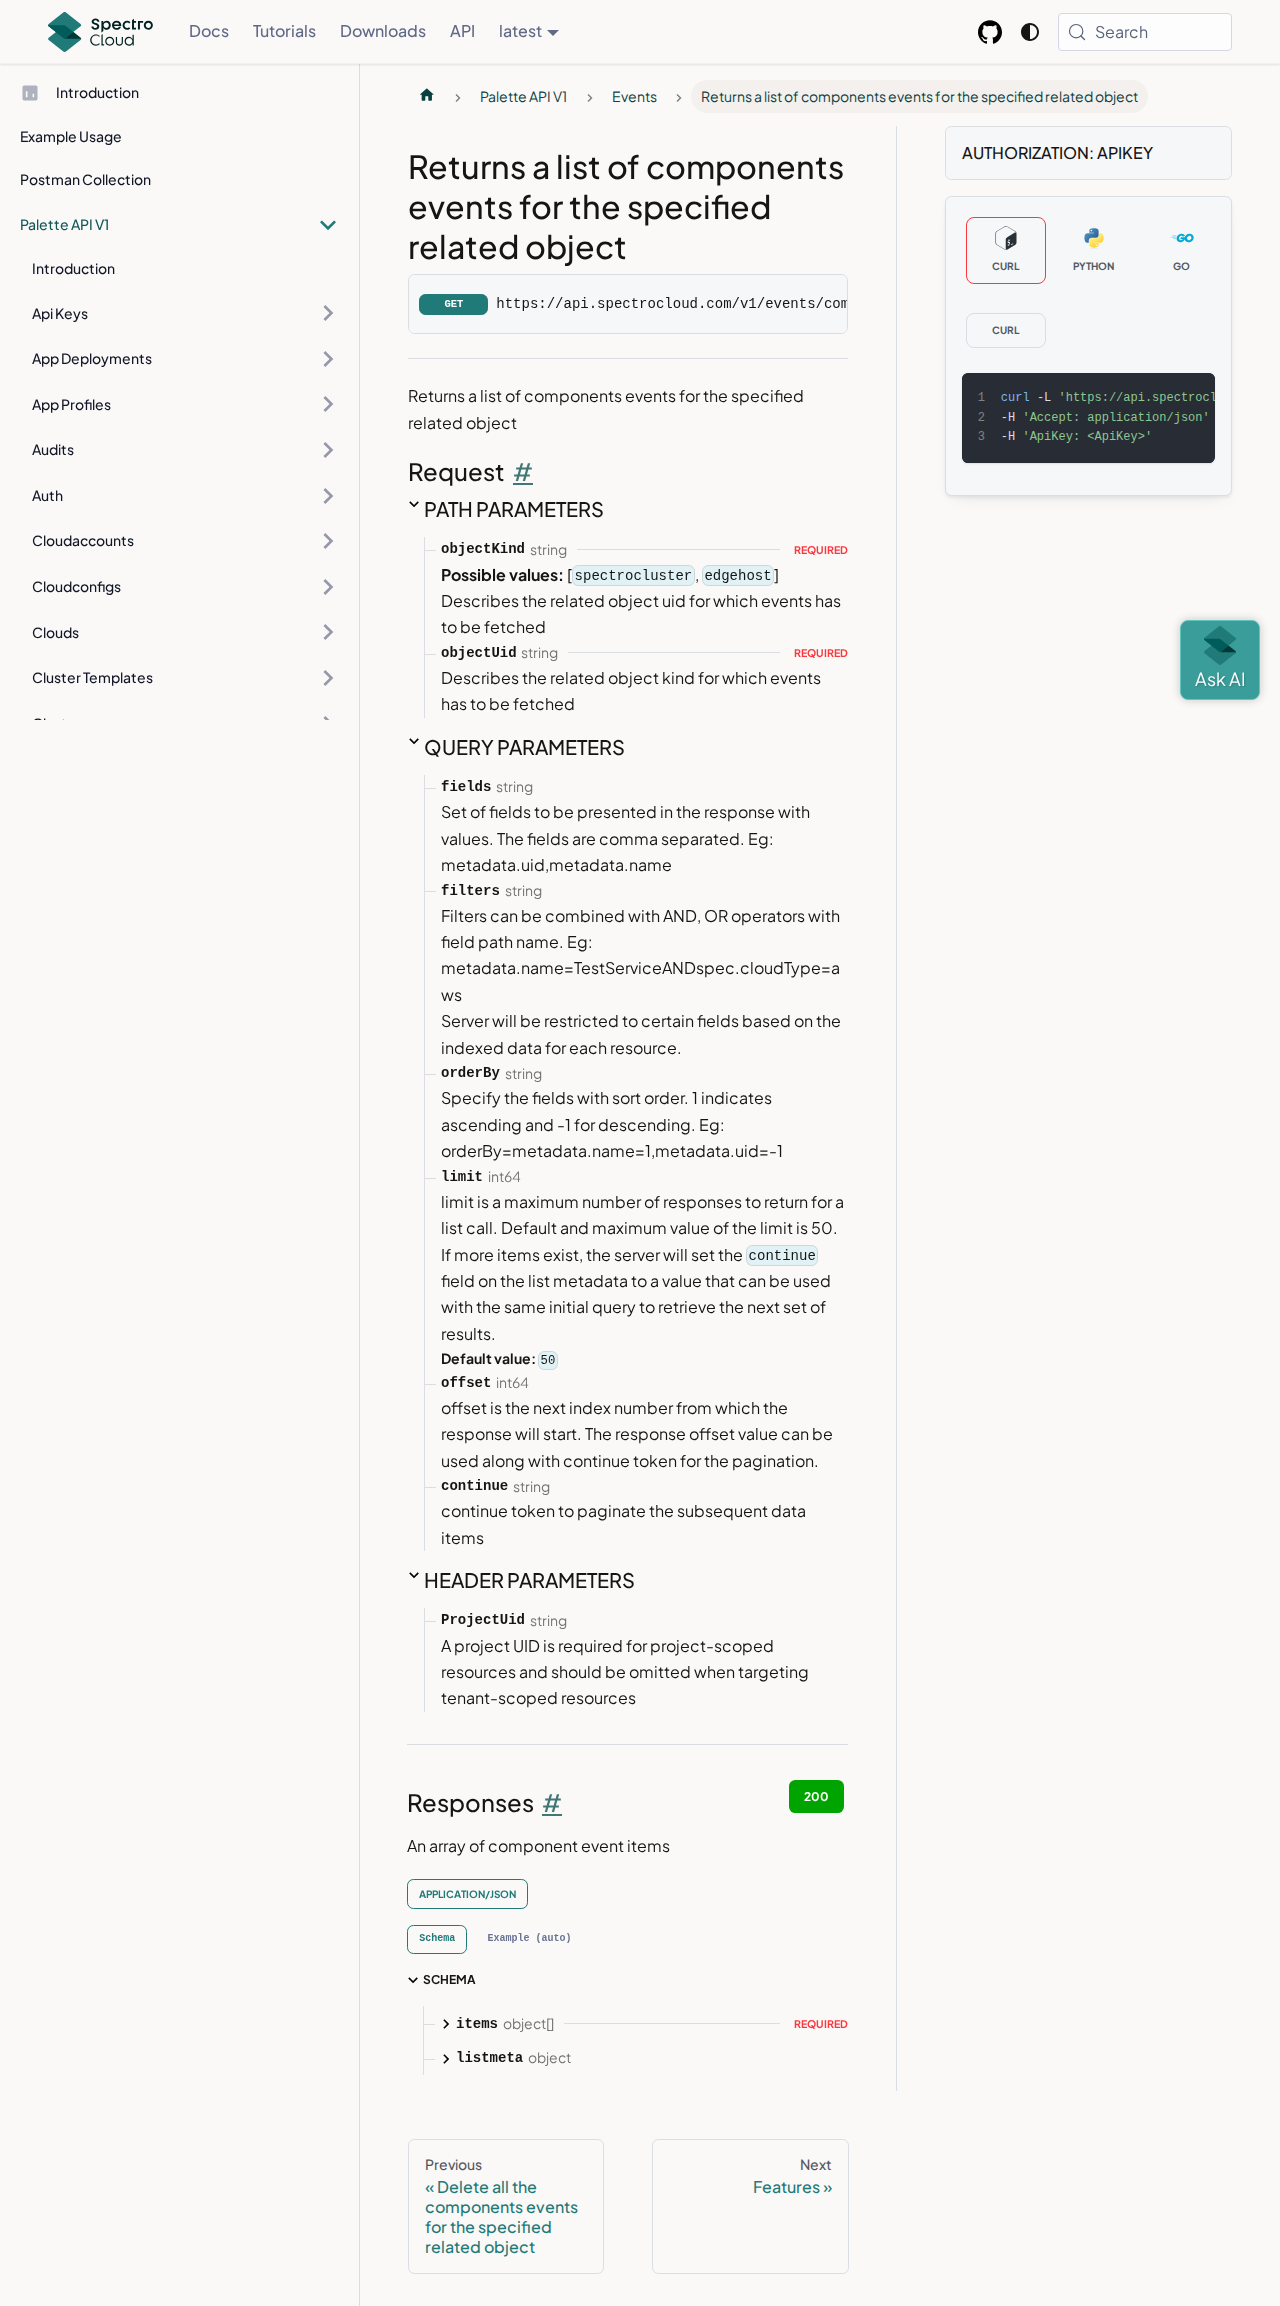 Spectro
Cloud
Docs
Tutorials
Downloads
API
latest
Search
Introduction
Example Usage
Postman Collection
Palette API V1
Introduction
Api Keys
App Deployments
App Profiles
Audits
Auth
Cloudaccounts
Cloudconfigs
Clouds
Cluster Templates
Palette API V1
Events
Returns a list of components events for the specified related object
Returns a list of components
events for the specified
related object
GET https://api.spectrocloud.com/v1/events/com
Returns a list of components events for the specified
related object
Request #
PATH PARAMETERS
objectKind string REQUIRED
Possible values: [spectrocluster, edgehost]
Describes the related object uid for which events has
to be fetched
objectUid string REQUIRED
Describes the related object kind for which events
has to be fetched
QUERY PARAMETERS
fields string
Set of fields to be presented in the response with
values. The fields are comma separated. Eg:
metadata.uid,metadata.name
filters string
Filters can be combined with AND, OR operators with
field path name. Eg:
metadata.name=TestServiceANDspec.cloudType=a
ws
Server will be restricted to certain fields based on the
indexed data for each resource.
orderBy string
Specify the fields with sort order. 1 indicates
ascending and -1 for descending. Eg:
orderBy=metadata.name=1,metadata.uid=-1
limit int64
limit is a maximum number of responses to return for a
list call. Default and maximum value of the limit is 50.
If more items exist, the server will set the continue
field on the list metadata to a value that can be used
with the same initial query to retrieve the next set of
results.
Default value: 50
offset int64
offset is the next index number from which the
response will start. The response offset value can be
used along with continue token for the pagination.
continue string
continue token to paginate the subsequent data
items
HEADER PARAMETERS
ProjectUid string
A project UID is required for project-scoped
resources and should be omitted when targeting
tenant-scoped resources
Responses #
200
An array of component event items
APPLICATION/JSON
Schema
Example (auto)
SCHEMA
items object[] REQUIRED
listmeta object
Previous
« Delete all the
components events
for the specified
related object
Next
Features »
AUTHORIZATION: APIKEY
CURL
PYTHON
GO
GO
CURL
1 curl -L 'https://api.spectrocl
2 -H 'Accept: application/json'
3 -H 'ApiKey: <ApiKey>'
Ask AI